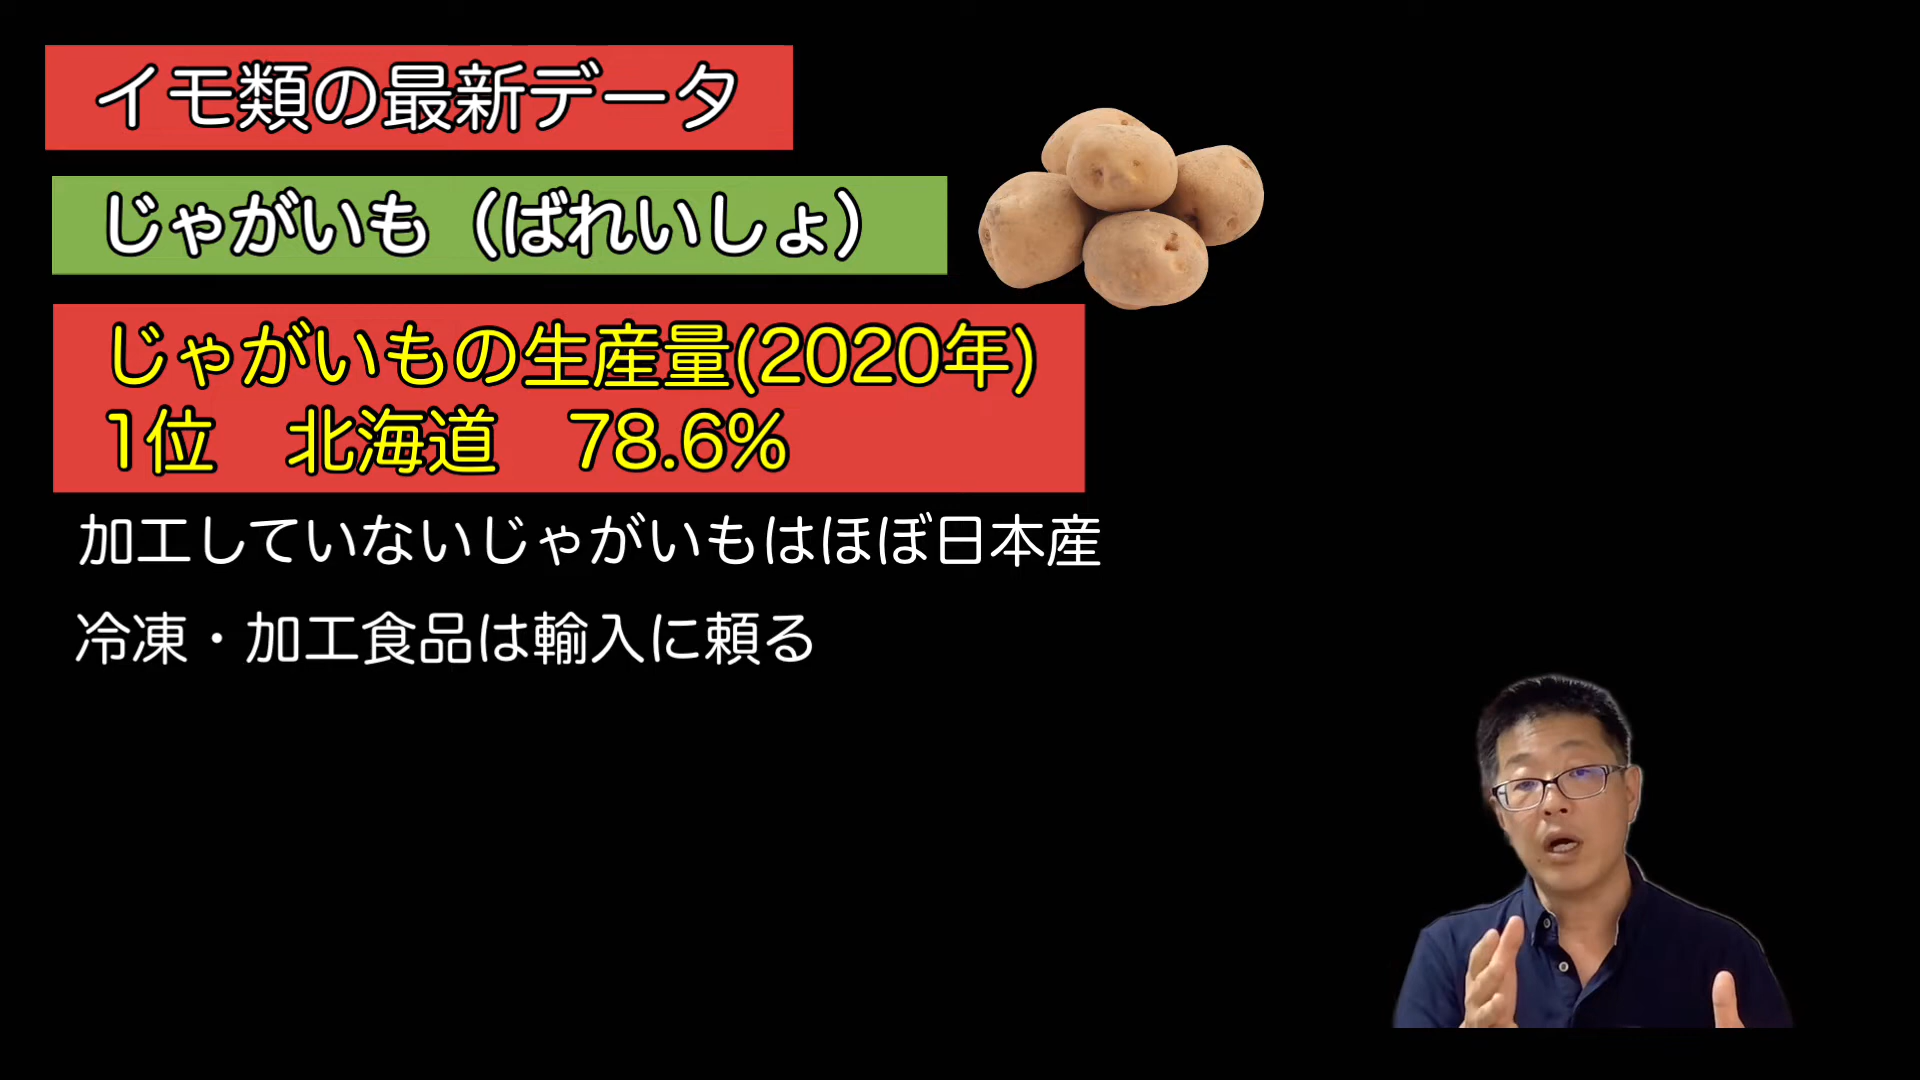 イモ類の最新データ
じゃがいも（ばれいしょ）
じゃがいもの生産量(2020年)
1位　北海道　78.6%
加工していないじゃがいもはほぼ日本産
冷凍・加工食品は輸入に頼る